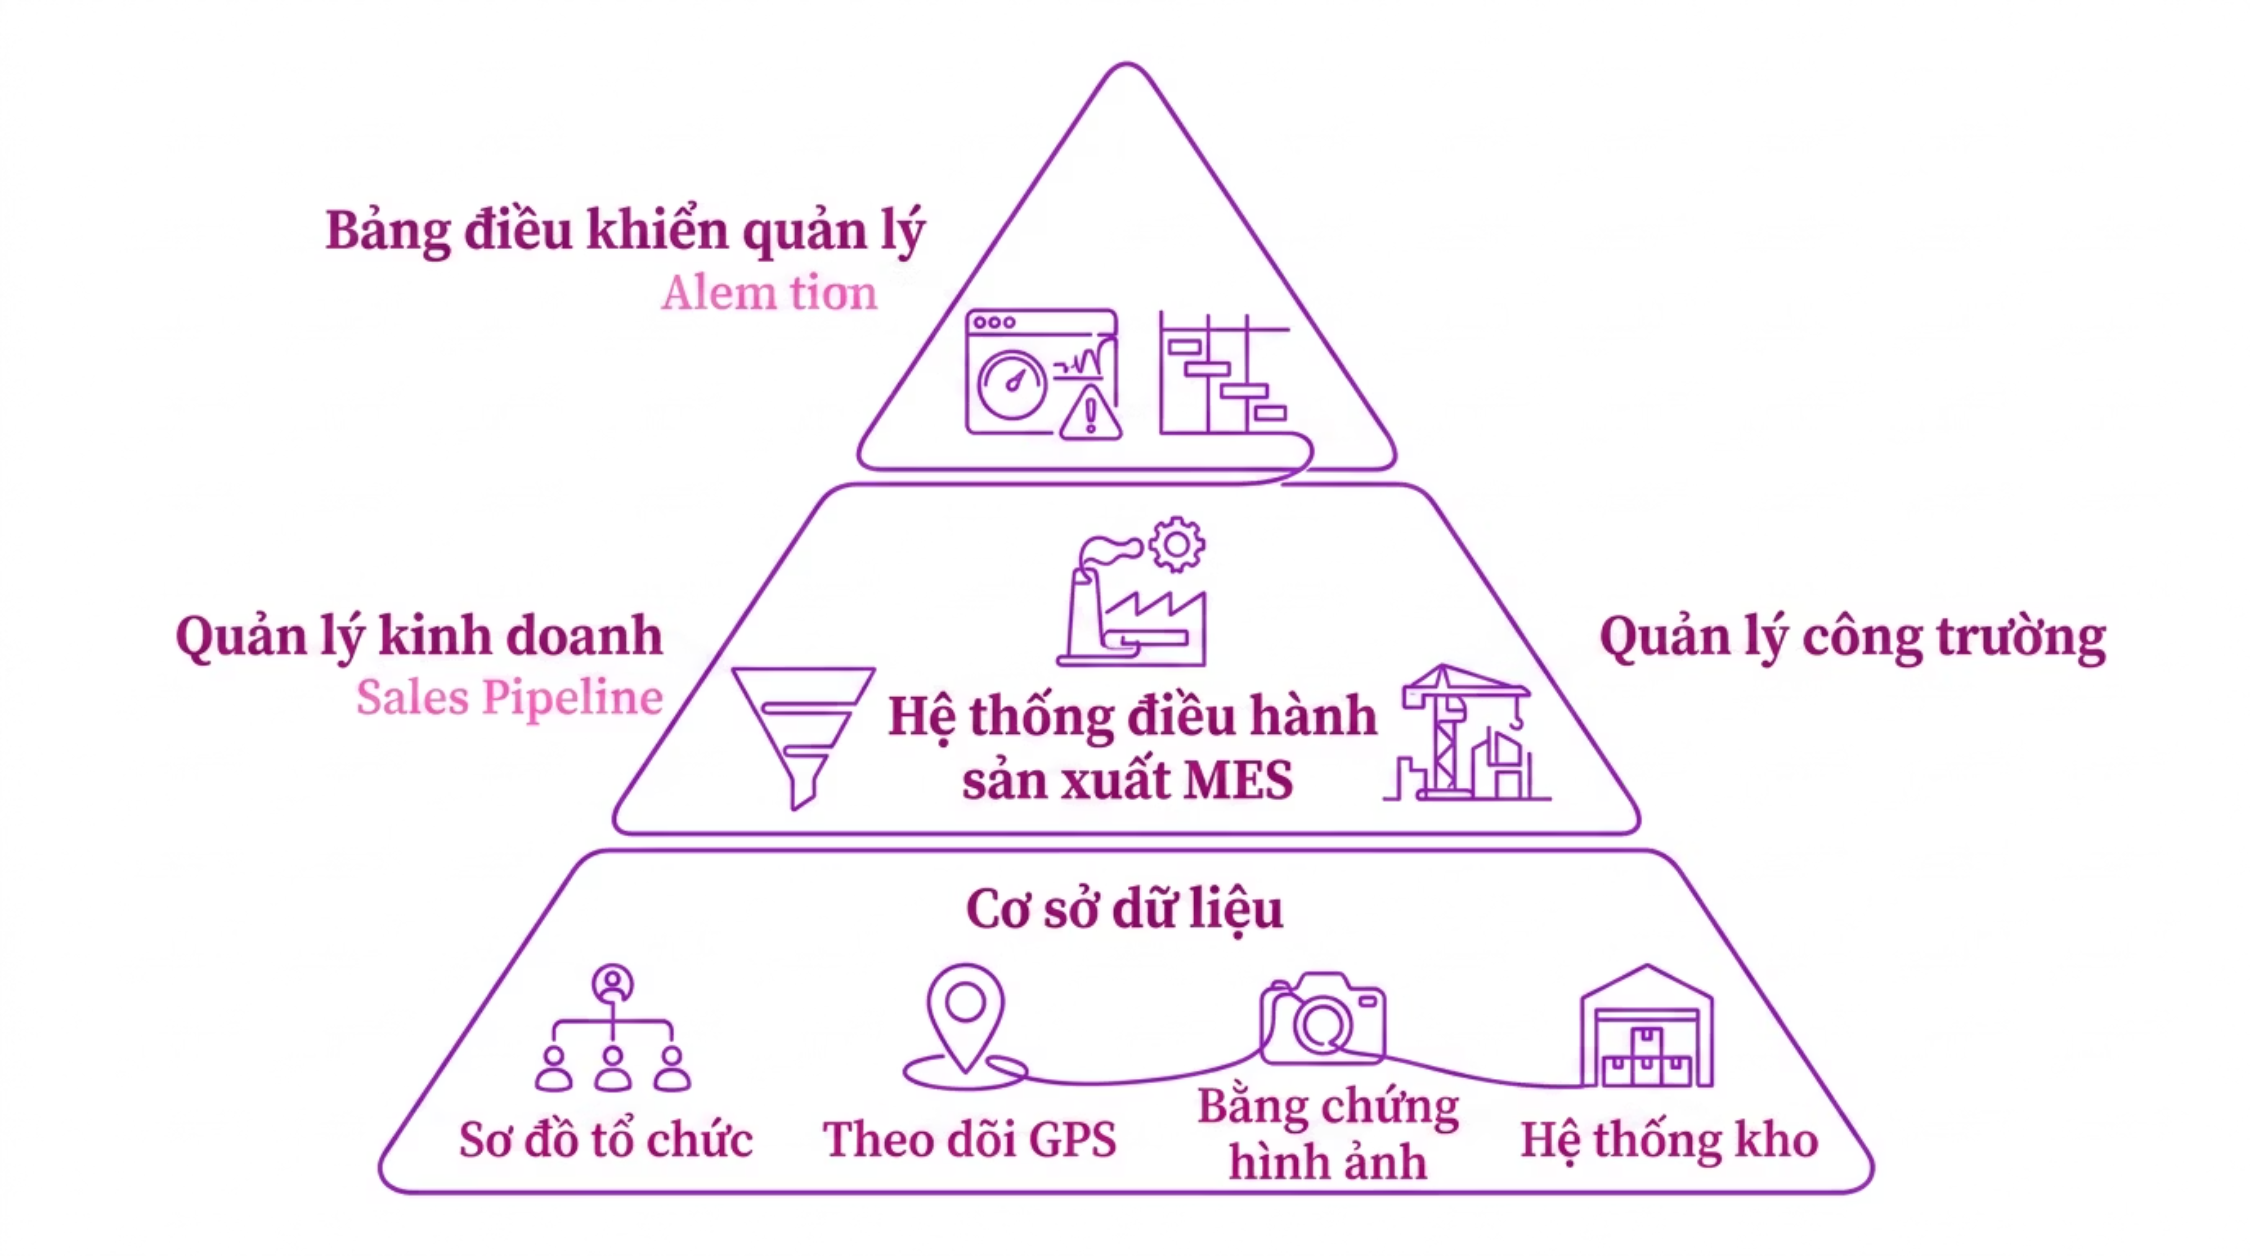 Bảng điều khiển quản lý
Alem tion
Quản lý kinh doanh
Sales Pipeline
Quản lý công trường
Hệ thống điều hành
sản xuất MES
Cơ sở dữ liệu
Sơ đồ tổ chức
Theo dõi GPS
Bằng chứng
hình ảnh
Hệ thống kho